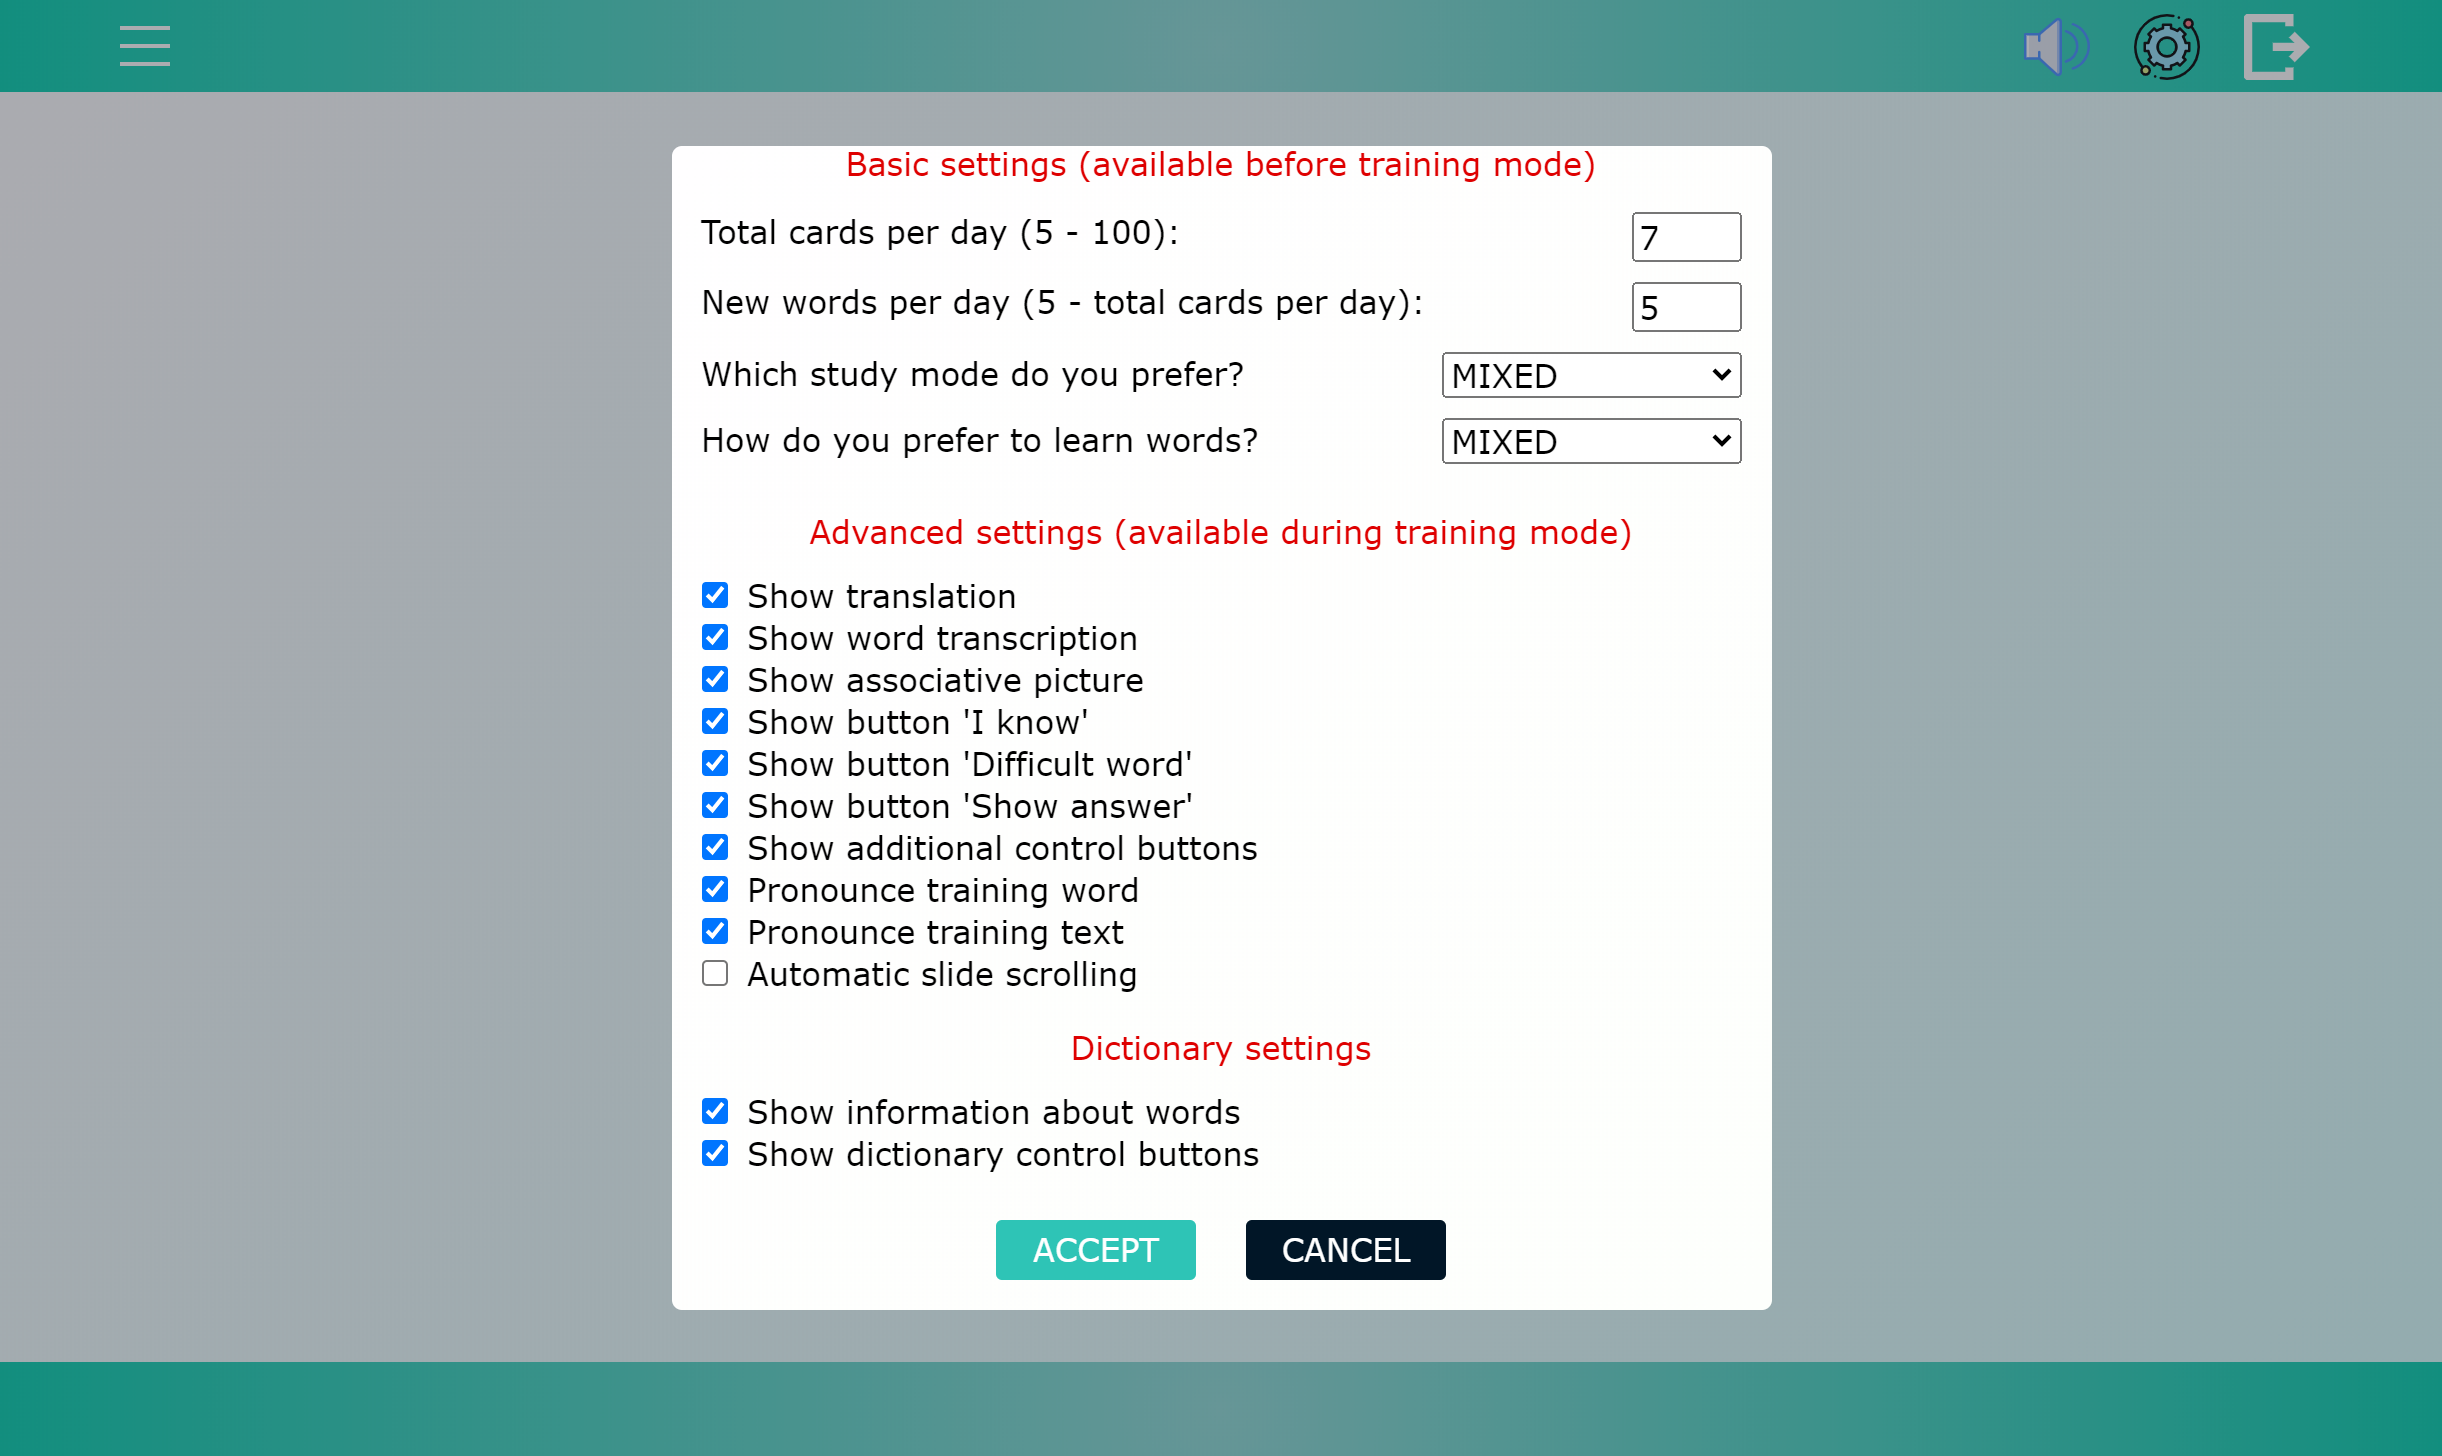 Basic settings (available before training mode)
Total cards per day (5 - 100):
7
New words per day (5 - total cards per day):
5
Which study mode do you prefer?
MIXED
How do you prefer to learn words?
MIXED
Advanced settings (available during training mode)
Show translation
Show word transcription
Show associative picture
Show button 'I know'
Show button 'Difficult word'
Show button 'Show answer'
Show additional control buttons
Pronounce training word
Pronounce training text
Automatic slide scrolling
Dictionary settings
Show information about words
Show dictionary control buttons
ACCEPT
CANCEL